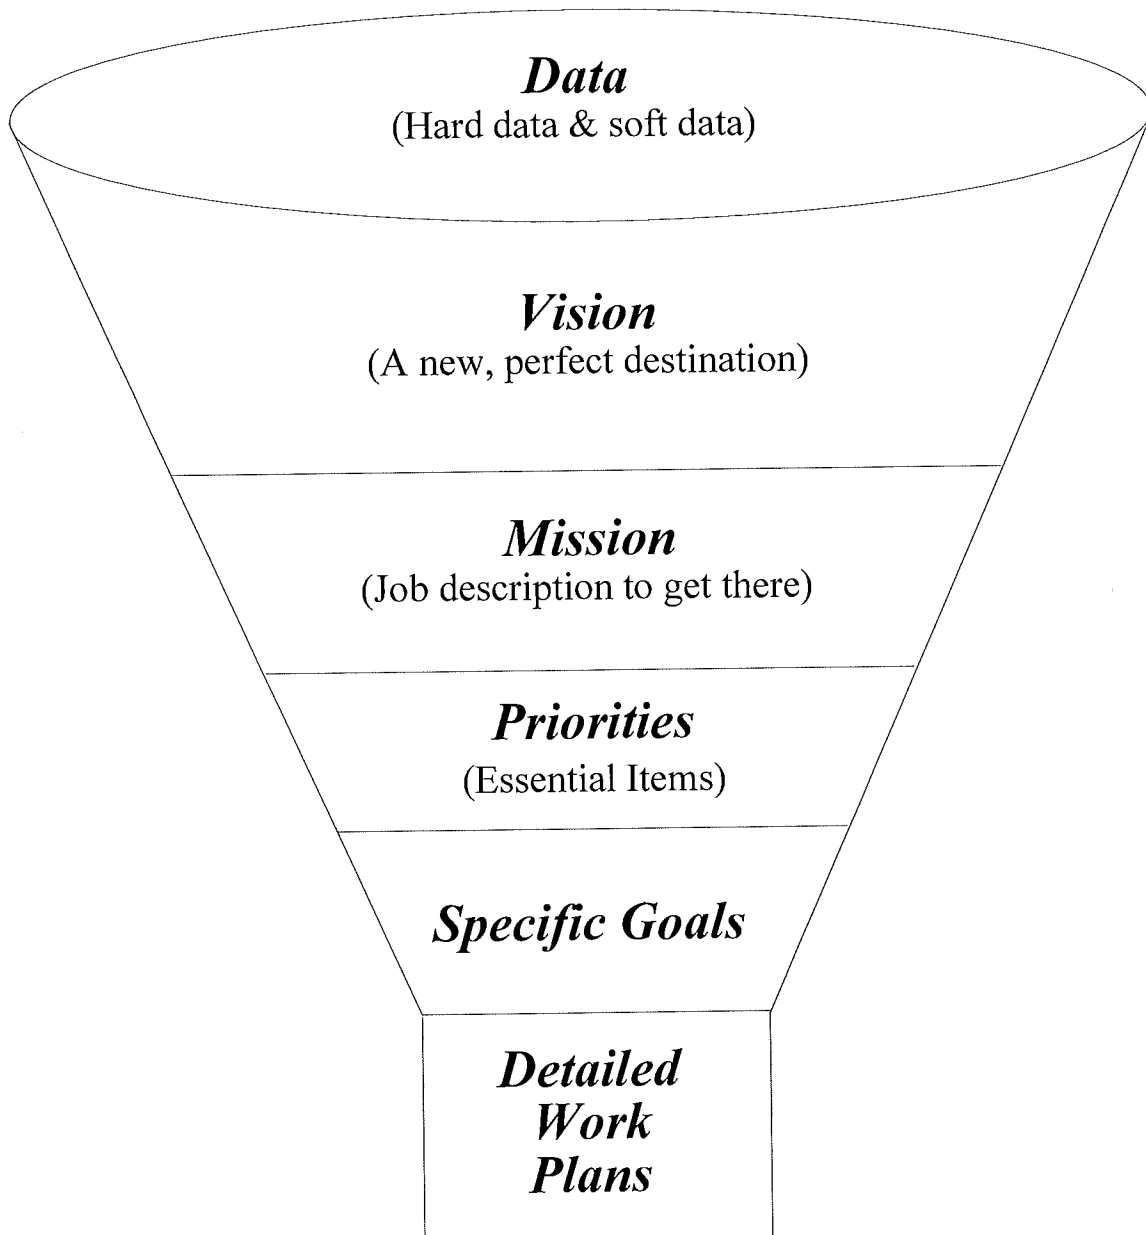 Data
(Hard data & soft data)
Vision
(A new, perfect destination)
Mission
(Job description to get there)
Priorities
(Essential Items)
Specific Goals
Detailed
Work
Plans